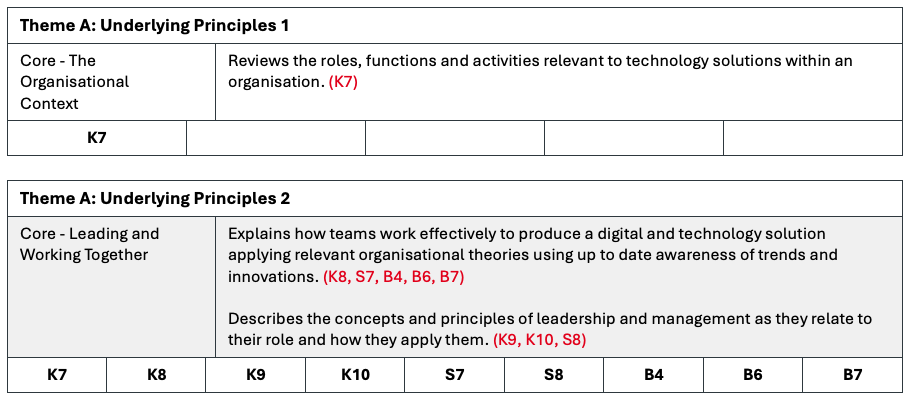 Theme A: Underlying Principles 1
Core - The
Organisational
Context
Reviews the roles, functions and activities relevant to technology solutions within an
organisation. (K7)
K7
Theme A: Underlying Principles 2
Core - Leading and
Working Together
Explains how teams work effectively to produce a digital and technology solution
applying relevant organisational theories using up to date awareness of trends and
innovations. (K8, S7, B4, B6, B7)
Describes the concepts and principles of leadership and management as they relate to
their role and how they apply them. (K9, K10, S8)
K7 K8 K9 K10 S7 S8 B4 B6 B7